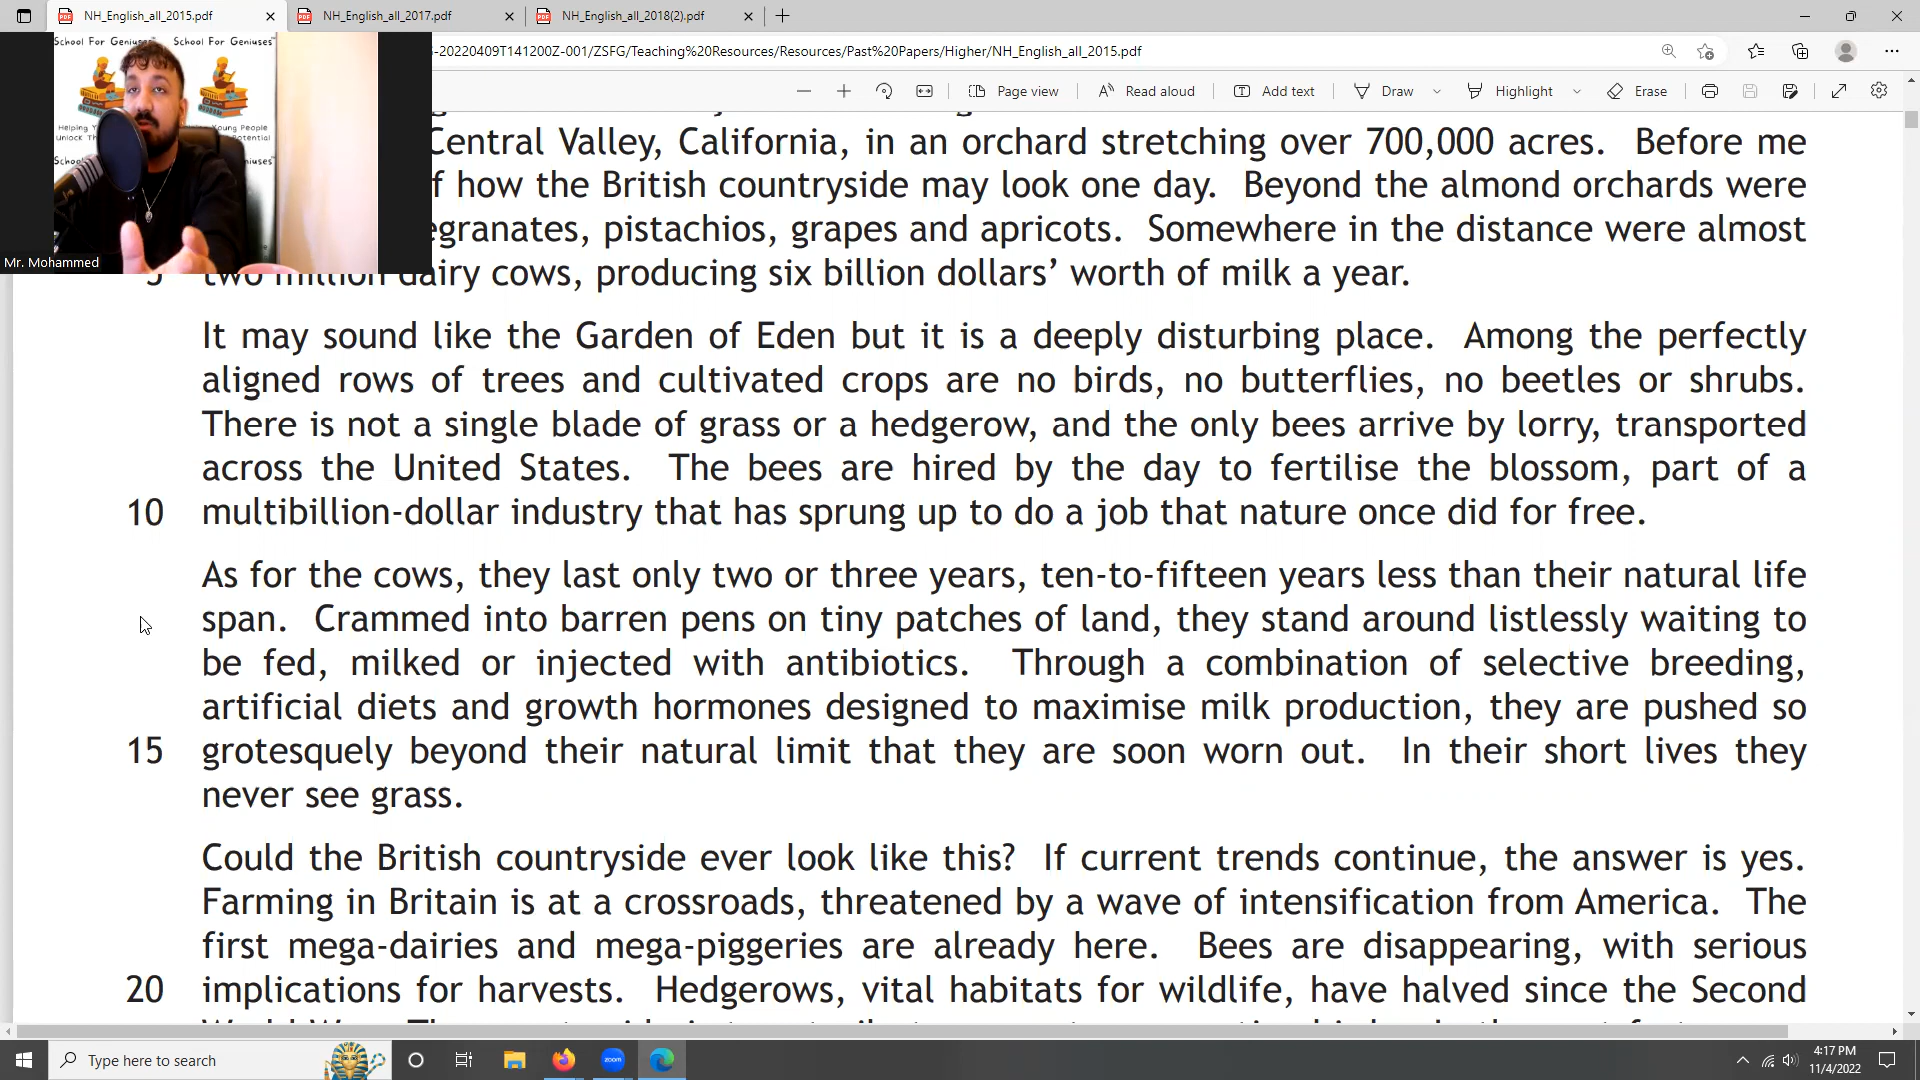 NH_English_all_2015.pdf
NH_English_all_2017.pdf
NH_English_all_2018(2).pdf
-20220409T141200Z-001/ZSFG/Teaching%20Resources/Resources/Past%20Papers/Higher/NH_English_all_2015.pdf
Page view
Read aloud
Add text
Draw
Highlight
Erase
School For Geniuses School For Geniuses
Young People
Potential
Mr. Mohammed
Central Valley, California, in an orchard stretching over 700,000 acres. Before me
f how the British countryside may look one day. Beyond the almond orchards were
egranates, pistachios, grapes and apricots. Somewhere in the distance were almost
5 two million dairy cows, producing six billion dollars’ worth of milk a year.
It may sound like the Garden of Eden but it is a deeply disturbing place. Among the perfectly
aligned rows of trees and cultivated crops are no birds, no butterflies, no beetles or shrubs.
There is not a single blade of grass or a hedgerow, and the only bees arrive by lorry, transported
across the United States. The bees are hired by the day to fertilise the blossom, part of a
10 multibillion-dollar industry that has sprung up to do a job that nature once did for free.
As for the cows, they last only two or three years, ten-to-fifteen years less than their natural life
span. Crammed into barren pens on tiny patches of land, they stand around listlessly waiting to
be fed, milked or injected with antibiotics. Through a combination of selective breeding,
artificial diets and growth hormones designed to maximise milk production, they are pushed so
15 grotesquely beyond their natural limit that they are soon worn out. In their short lives they
never see grass.
Could the British countryside ever look like this? If current trends continue, the answer is yes.
Farming in Britain is at a crossroads, threatened by a wave of intensification from America. The
first mega-dairies and mega-piggeries are already here. Bees are disappearing, with serious
20 implications for harvests. Hedgerows, vital habitats for wildlife, have halved since the Second
Type here to search
zoom
4:17 PM
11/4/2022